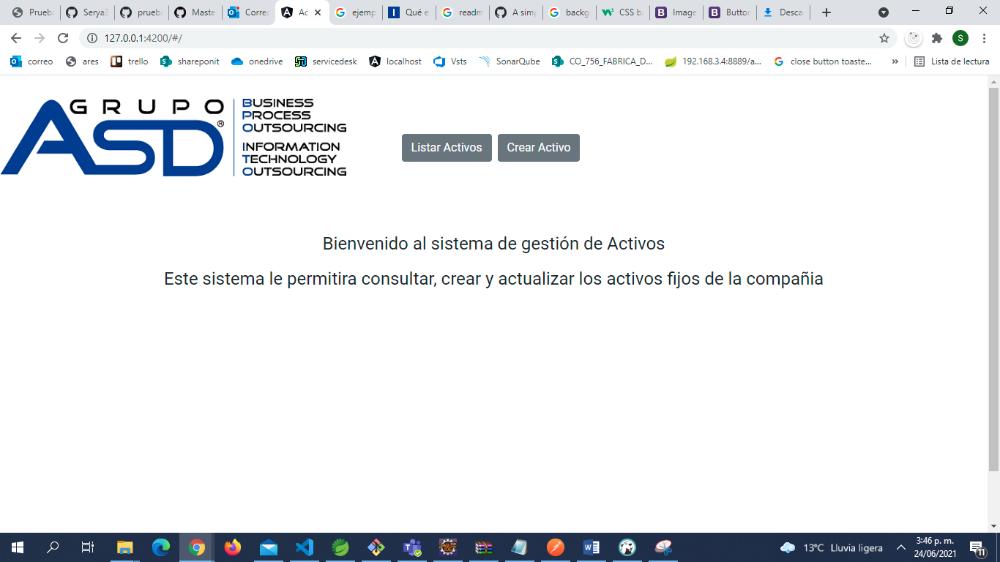 Prueb
Serya3
prueb
Maste
Corre
Ac
ejemp
Qué e
readm
A simp
backg
CSS b
Image
Button
Desca
127.0.0.1:4200/#/
S
correo
ares
trello
shareponit
onedrive
servicedesk
localhost
Vsts
SonarQube
CO_756_FABRICA_D...
192.168.3.4:8889/a...
close button toaste...
»
Lista de lectura
GRUPO
ASD®
BUSINESS
PROCESS
OUTSOURCING
INFORMATION
TECHNOLOGY
OUTSOURCING
Listar Activos
Crear Activo
Bienvenido al sistema de gestión de Activos
Este sistema le permitira consultar, crear y actualizar los activos fijos de la compañia
13°C Lluvia ligera
3:46 p. m.
24/06/2021
11